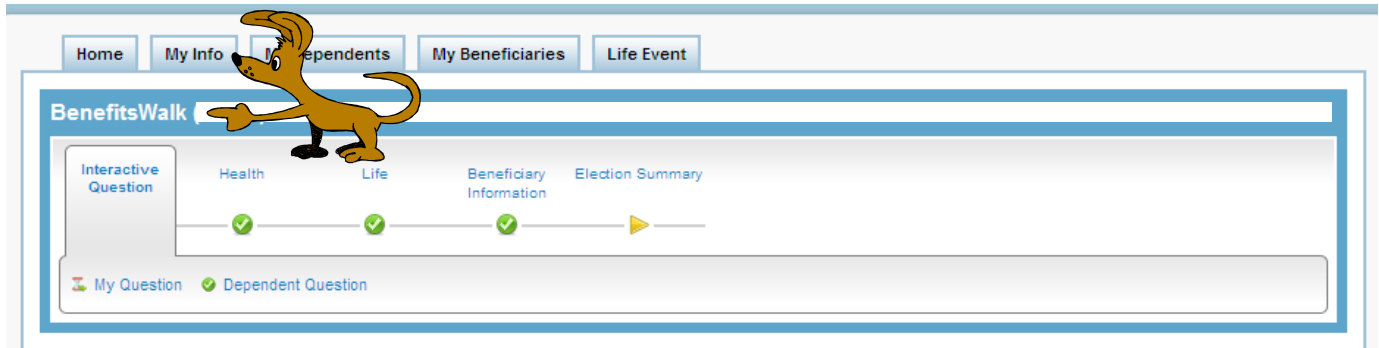 Home My Info M ependents My Beneficiaries Life Event
BenefitsWalk (
Interactive Question Health Life Beneficiary Information Election Summary
My Question Dependent Question